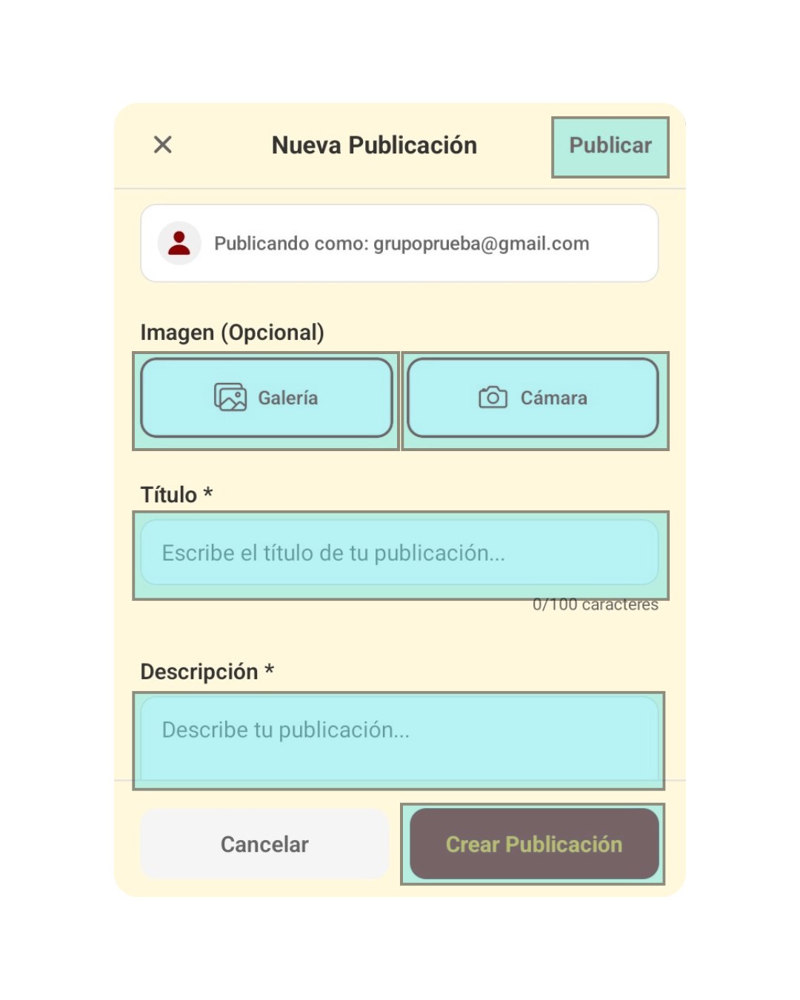 Nueva Publicación
Publicar
Publicando como: grupoprueba@gmail.com
Imagen (Opcional)
Galería
Cámara
Título *
Escribe el título de tu publicación...
0/100 caracteres
Descripción *
Describe tu publicación...
Cancelar
Crear Publicación